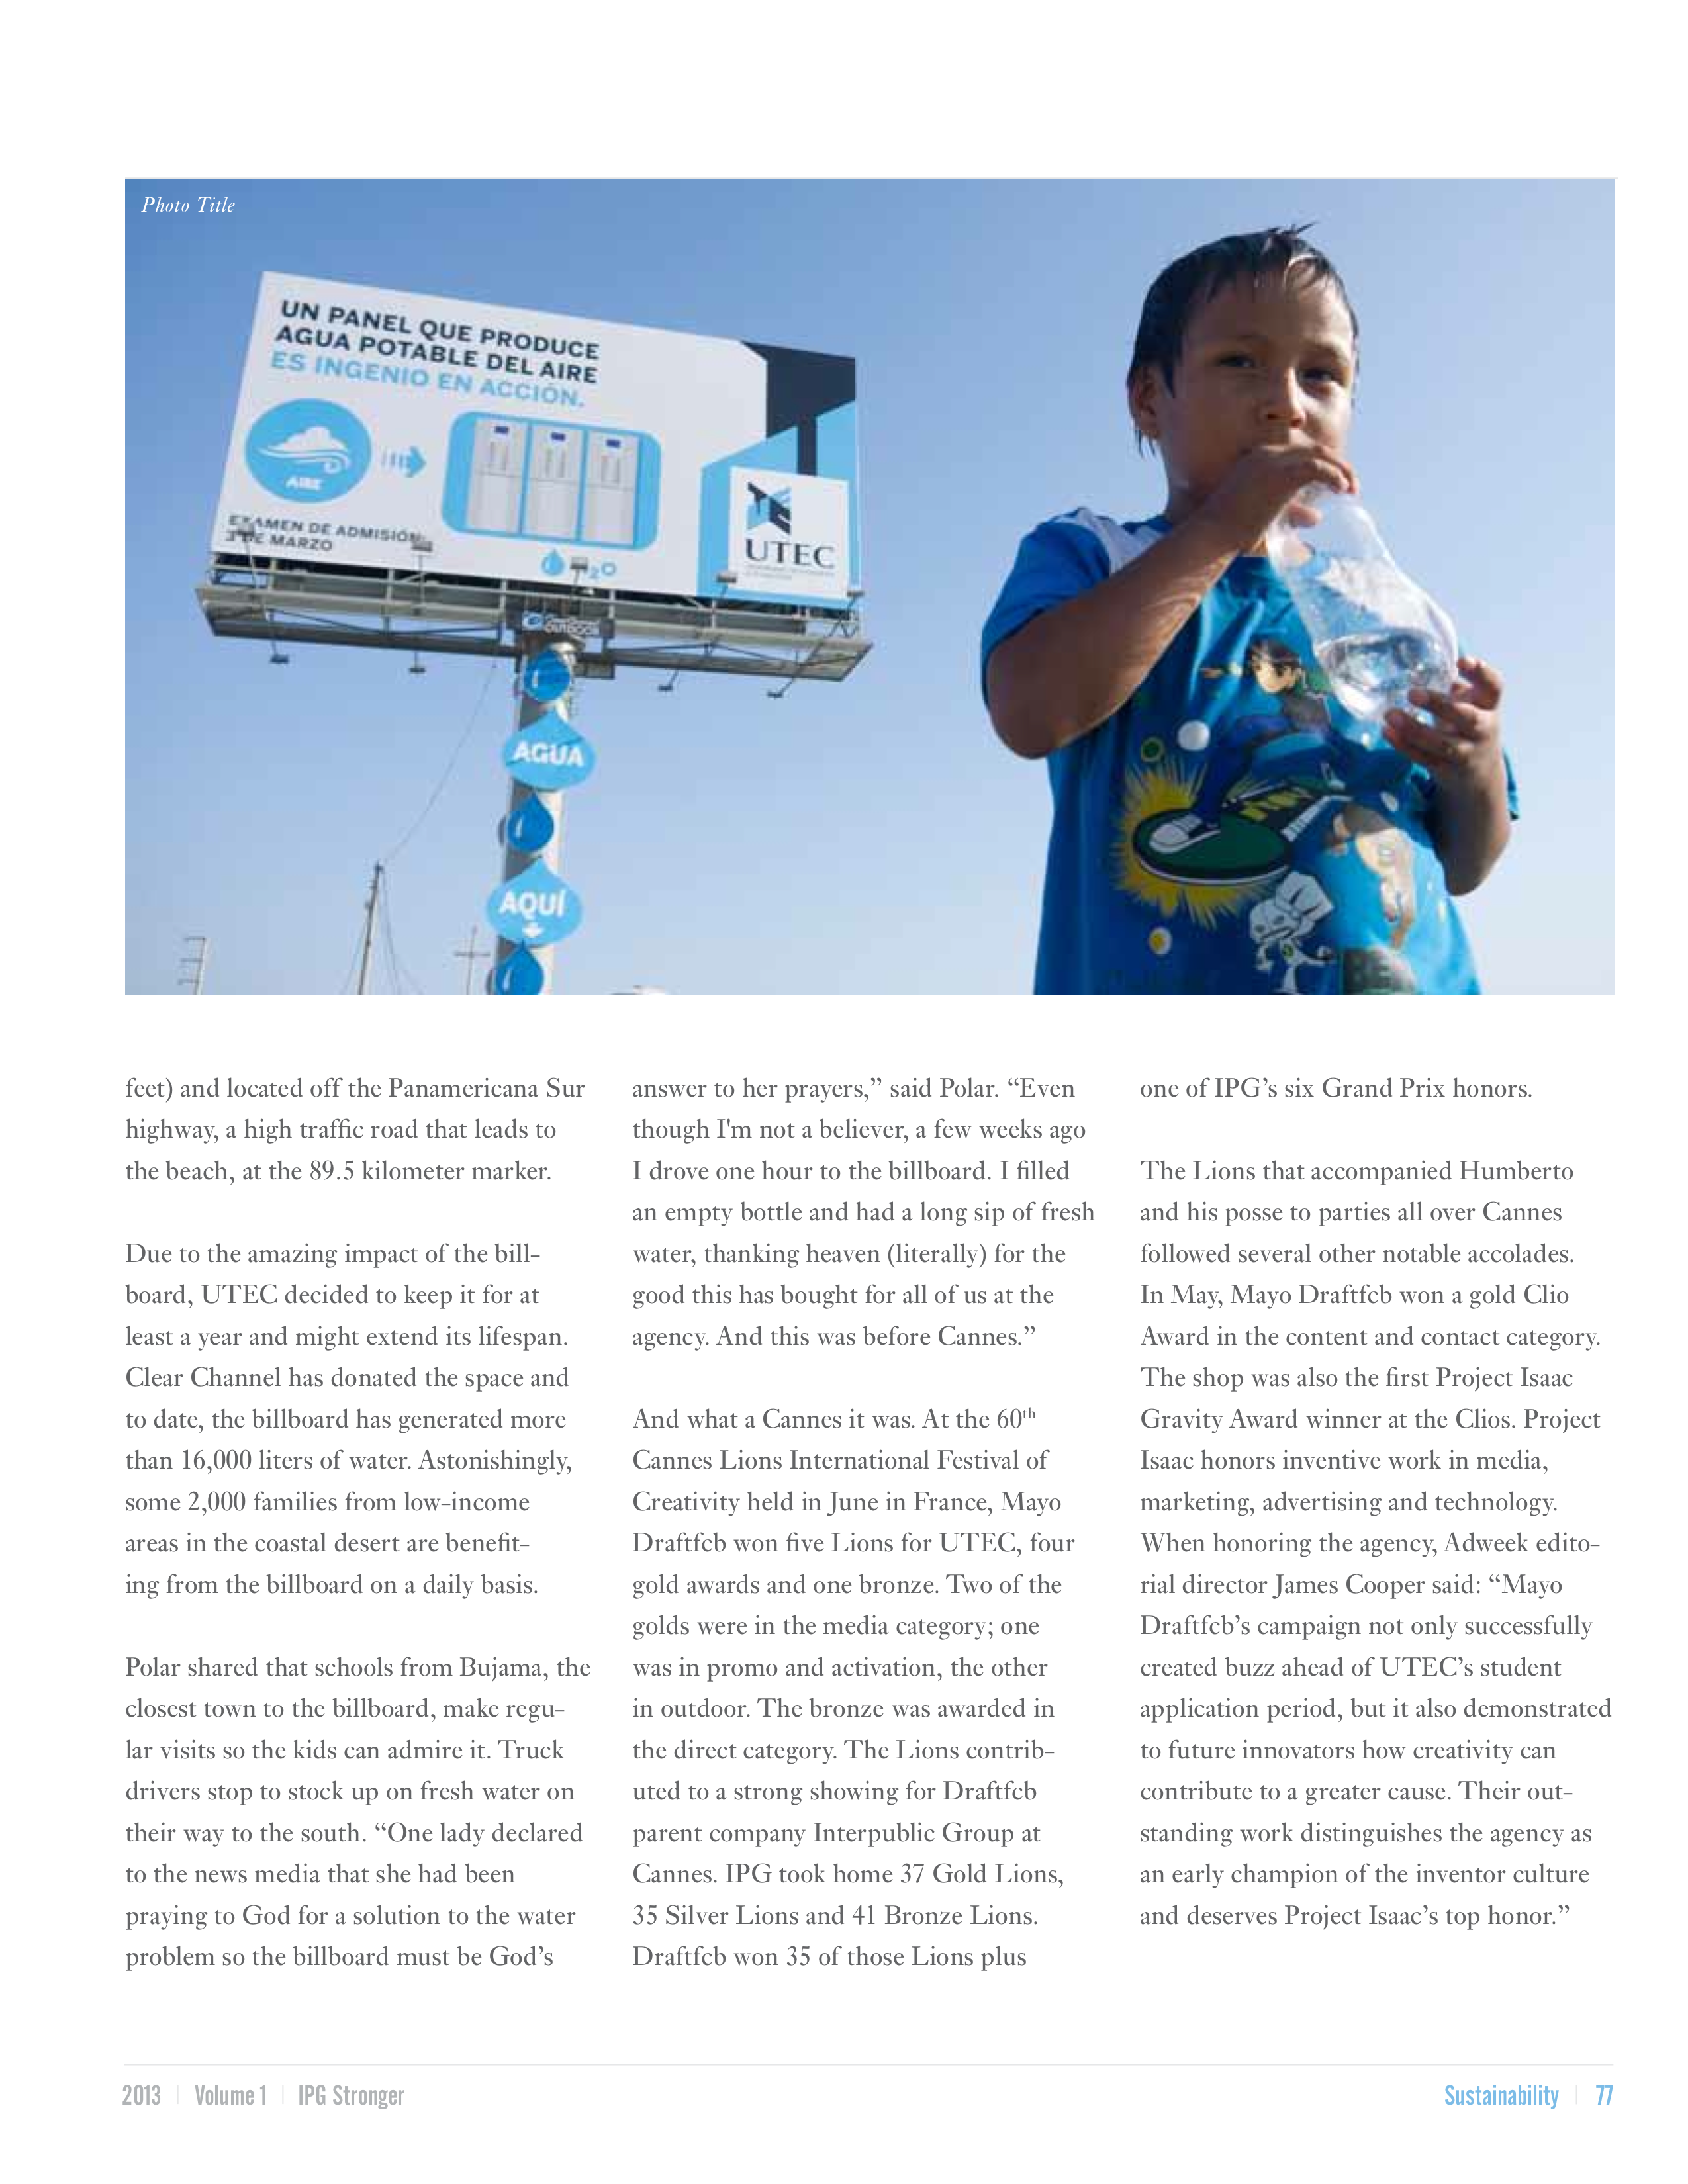 Photo Title
UN PANEL QUE PRODUCE
AGUA POTABLE DEL AIRE
ES INGENIO EN ACCIÓN.
AIRE
EXAMEN DE ADMISIÓN
3 DE MARZO
H2O
UTEC
OUTDOOR
AGUA
AQUÍ
feet) and located off the Panamericana Sur
highway, a high traffic road that leads to
the beach, at the 89.5 kilometer marker.
Due to the amazing impact of the bill-
board, UTEC decided to keep it for at
least a year and might extend its lifespan.
Clear Channel has donated the space and
to date, the billboard has generated more
than 16,000 liters of water. Astonishingly,
some 2,000 families from low-income
areas in the coastal desert are benefit-
ing from the billboard on a daily basis.
Polar shared that schools from Bujama, the
closest town to the billboard, make regu-
lar visits so the kids can admire it. Truck
drivers stop to stock up on fresh water on
their way to the south. “One lady declared
to the news media that she had been
praying to God for a solution to the water
problem so the billboard must be God’s
answer to her prayers,” said Polar. “Even
though I'm not a believer, a few weeks ago
I drove one hour to the billboard. I filled
an empty bottle and had a long sip of fresh
water, thanking heaven (literally) for the
good this has bought for all of us at the
agency. And this was before Cannes.”
And what a Cannes it was. At the 60th
Cannes Lions International Festival of
Creativity held in June in France, Mayo
Draftfcb won five Lions for UTEC, four
gold awards and one bronze. Two of the
golds were in the media category; one
was in promo and activation, the other
in outdoor. The bronze was awarded in
the direct category. The Lions contrib-
uted to a strong showing for Draftfcb
parent company Interpublic Group at
Cannes. IPG took home 37 Gold Lions,
35 Silver Lions and 41 Bronze Lions.
Draftfcb won 35 of those Lions plus
one of IPG’s six Grand Prix honors.
The Lions that accompanied Humberto
and his posse to parties all over Cannes
followed several other notable accolades.
In May, Mayo Draftfcb won a gold Clio
Award in the content and contact category.
The shop was also the first Project Isaac
Gravity Award winner at the Clios. Project
Isaac honors inventive work in media,
marketing, advertising and technology.
When honoring the agency, Adweek edito-
rial director James Cooper said: “Mayo
Draftfcb’s campaign not only successfully
created buzz ahead of UTEC’s student
application period, but it also demonstrated
to future innovators how creativity can
contribute to a greater cause. Their out-
standing work distinguishes the agency as
an early champion of the inventor culture
and deserves Project Isaac’s top honor.”
2013 | Volume 1 | IPG Stronger
Sustainability | 77